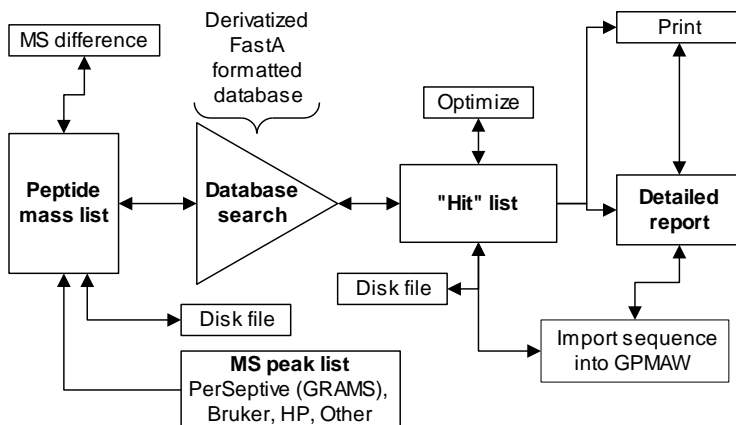 MS difference
Derivatized
FastA
formatted
database
Print
Optimize
Peptide
mass list
Database
search
"Hit" list
Detailed
report
Disk file
Disk file
Import sequence
into GPMAW
MS peak list
PerSeptive (GRAMS),
Bruker, HP, Other